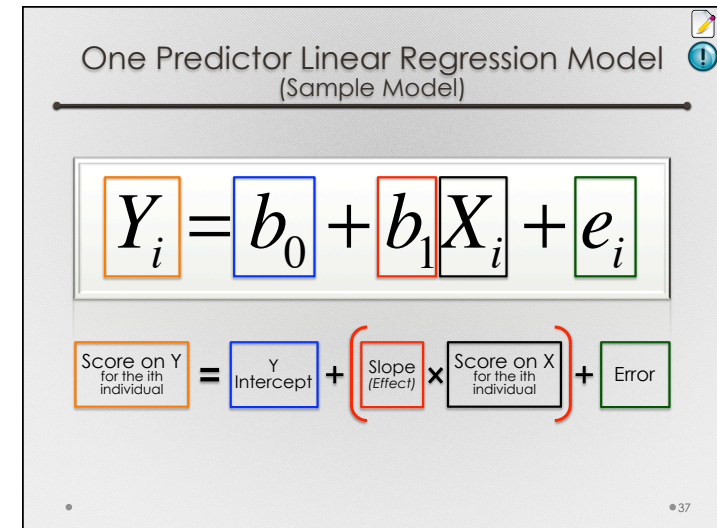 One Predictor Linear Regression Model
(Sample Model)
Yᵢ = b₀ + b₁Xᵢ + eᵢ
Score on Y for the ith individual = Y Intercept + ( Slope (Effect) × Score on X for the ith individual ) + Error
37